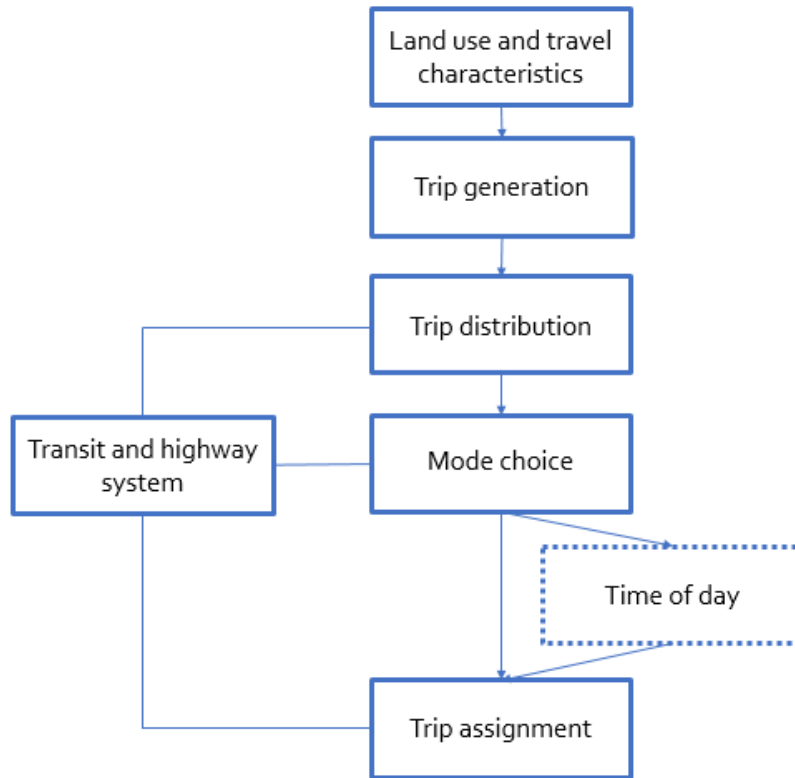 Land use and travel
characteristics
Trip generation
Trip distribution
Transit and highway
system
Mode choice
Time of day
Trip assignment